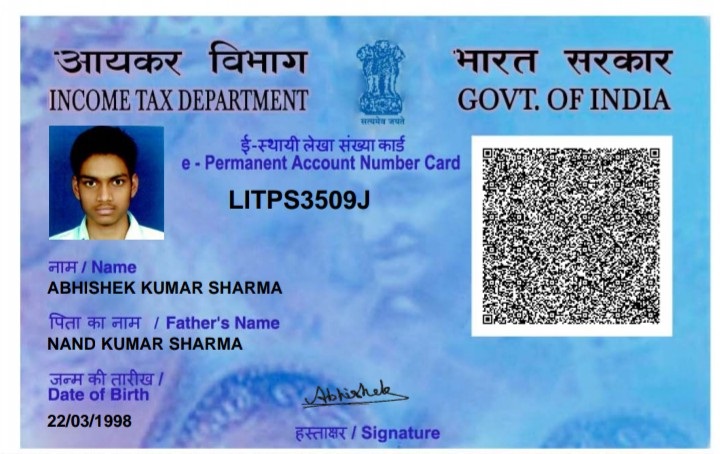 आयकर विभाग
INCOME TAX DEPARTMENT
सत्यमेव जयते
भारत सरकार
GOVT. OF INDIA
ई-स्थायी लेखा संख्या कार्ड
e - Permanent Account Number Card
LITPS3509J
नाम / Name
ABHISHEK KUMAR SHARMA
पिता का नाम / Father's Name
NAND KUMAR SHARMA
जन्म की तारीख /
Date of Birth
22/03/1998
Abhishek
हस्ताक्षर / Signature